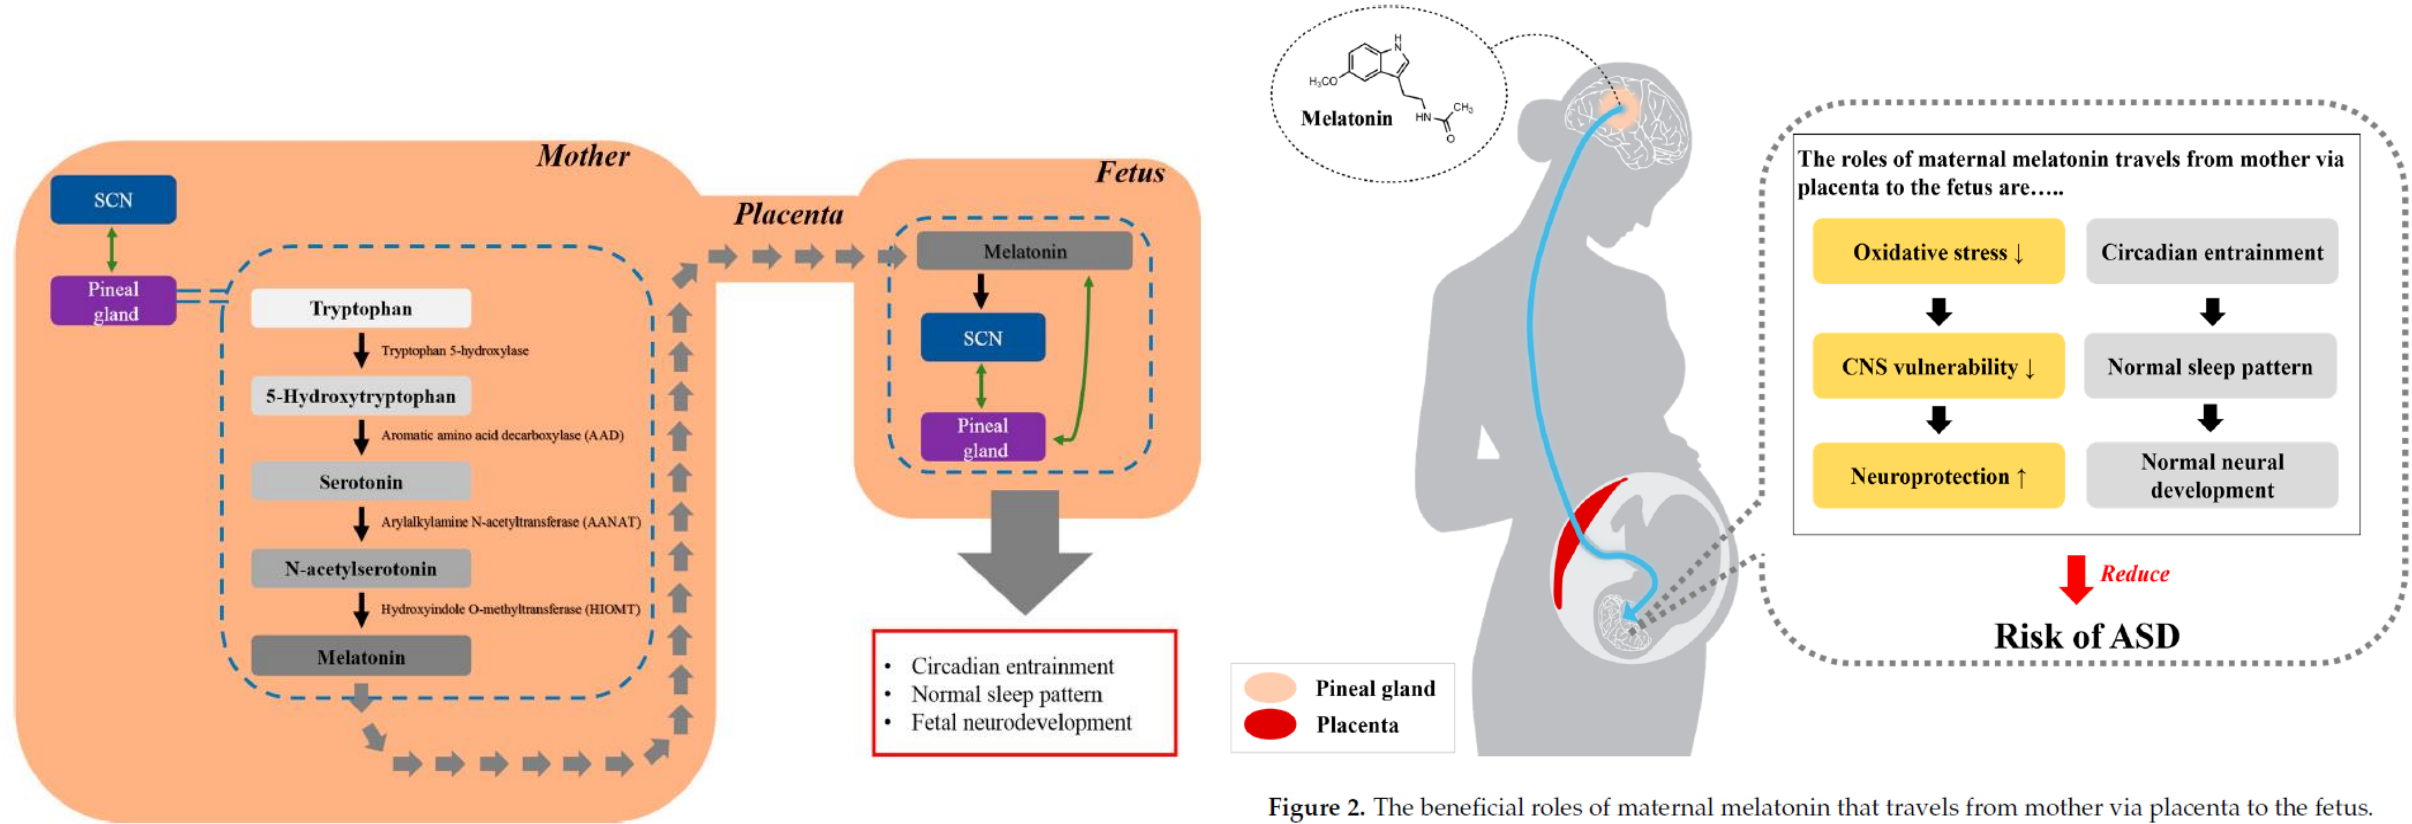 Mother
SCN
Pineal
gland
Tryptophan
Tryptophan 5-hydroxylase
5-Hydroxytryptophan
Aromatic amino acid decarboxylase (AAD)
Serotonin
Arylalkylamine N-acetyltransferase (AANAT)
N-acetylserotonin
Hydroxyindole O-methyltransferase (HIOMT)
Melatonin
Placenta
Fetus
Melatonin
SCN
Pineal
gland
• Circadian entrainment
• Normal sleep pattern
• Fetal neurodevelopment
H
N
H₃CO
HN
CH₃
O
Melatonin
Pineal gland
Placenta
The roles of maternal melatonin travels from mother via
placenta to the fetus are…..
Oxidative stress ↓
CNS vulnerability ↓
Neuroprotection ↑
Circadian entrainment
Normal sleep pattern
Normal neural
development
Reduce
Risk of ASD
Figure 2. The beneficial roles of maternal melatonin that travels from mother via placenta to the fetus.